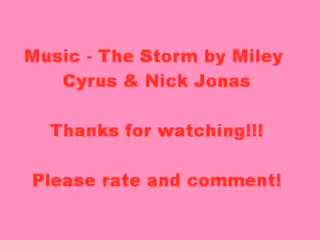 Music - The Storm by Miley
Cyrus & Nick Jonas
Thanks for watching!!!
Please rate and comment!